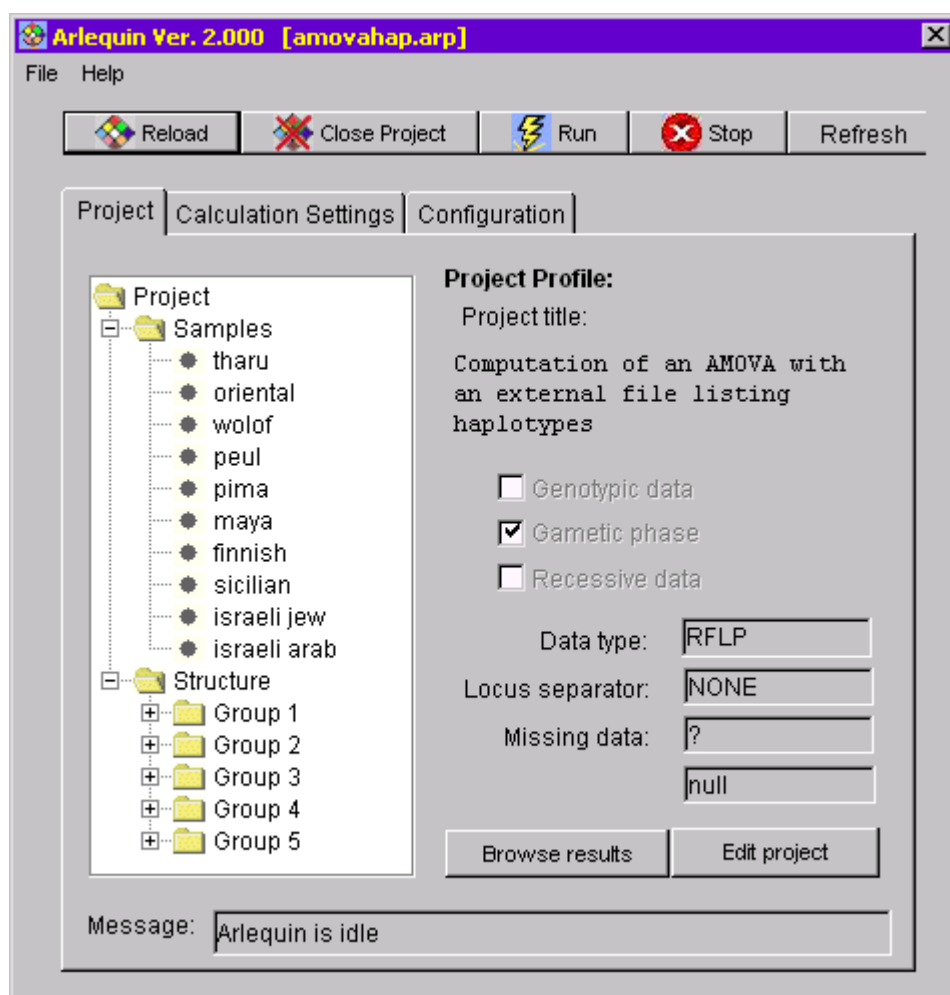 Arlequin Ver. 2.000 [amovahap.arp]
File Help
Reload Close Project Run Stop Refresh
Project Calculation Settings Configuration
Project
Samples
tharu
oriental
wolof
peul
pima
maya
finnish
sicilian
israeli jew
israeli arab
Structure
Group 1
Group 2
Group 3
Group 4
Group 5
Project Profile:
Project title:
Computation of an AMOVA with
an external file listing
haplotypes
Genotypic data
Gametic phase
Recessive data
Data type: RFLP
Locus separator: NONE
Missing data: ?
null
Browse results Edit project
Message: Arlequin is idle